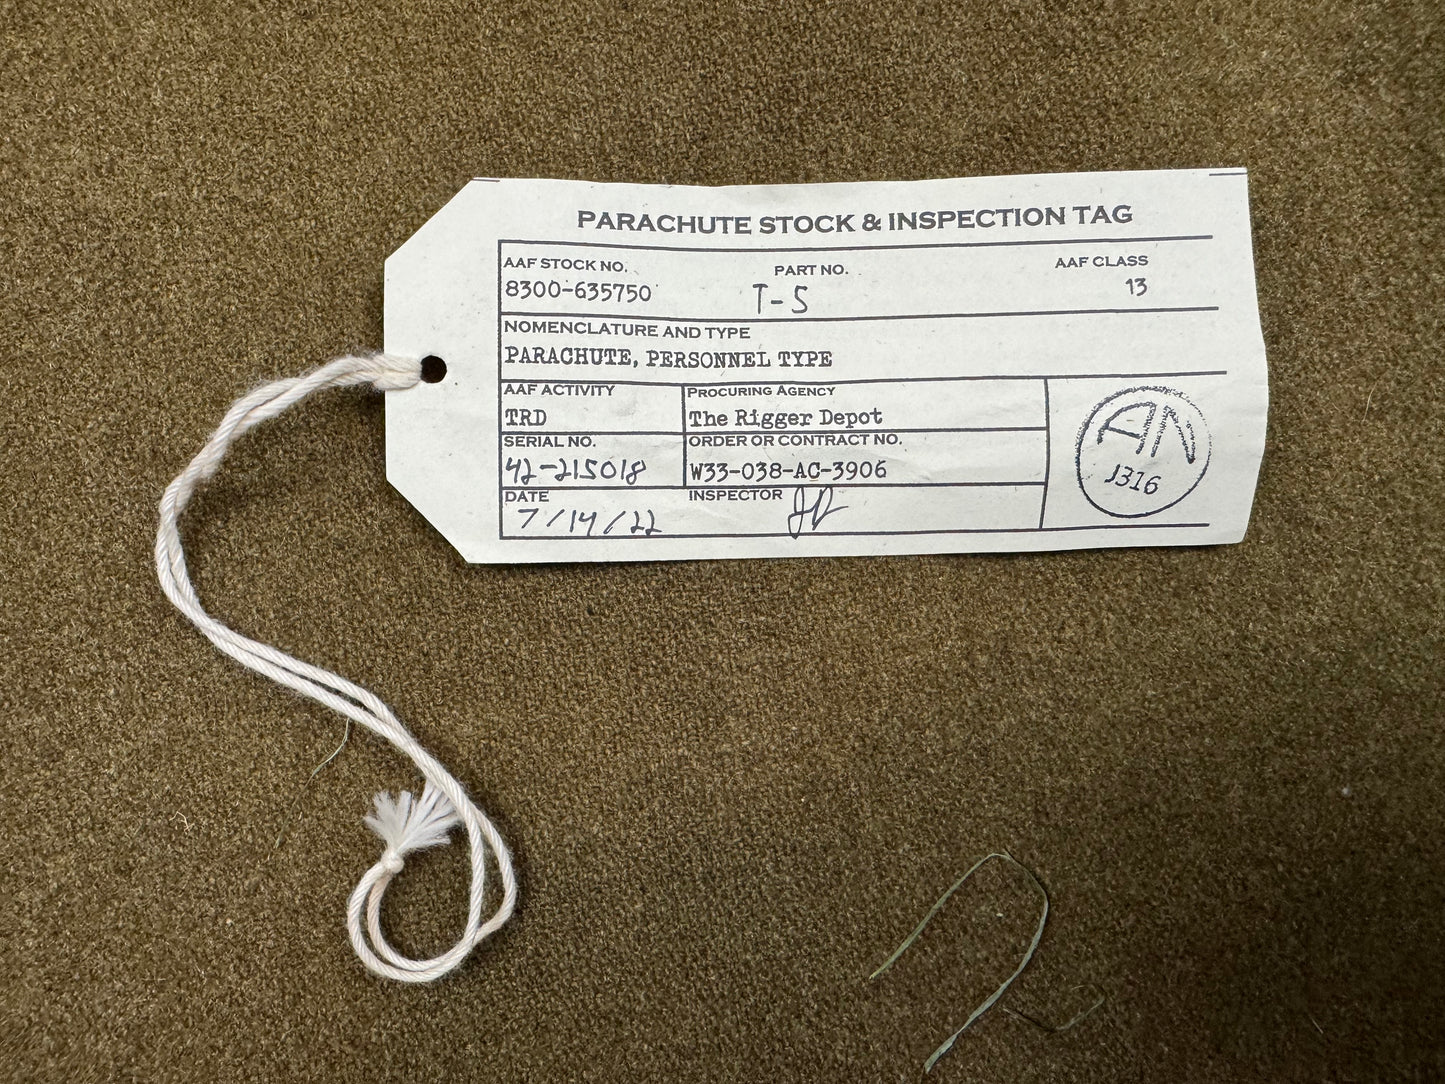 PARACHUTE STOCK & INSPECTION TAG
AAF STOCK NO. PART NO. AAF CLASS
8300-635750 T-5 13
NOMENCLATURE AND TYPE
PARACHUTE, PERSONNEL TYPE
AAF ACTIVITY PROCURING AGENCY
TRD The Rigger Depot
SERIAL NO. ORDER OR CONTRACT NO.
42-215018 W33-038-AC-3906
DATE INSPECTOR
7/14/22
AN
J316